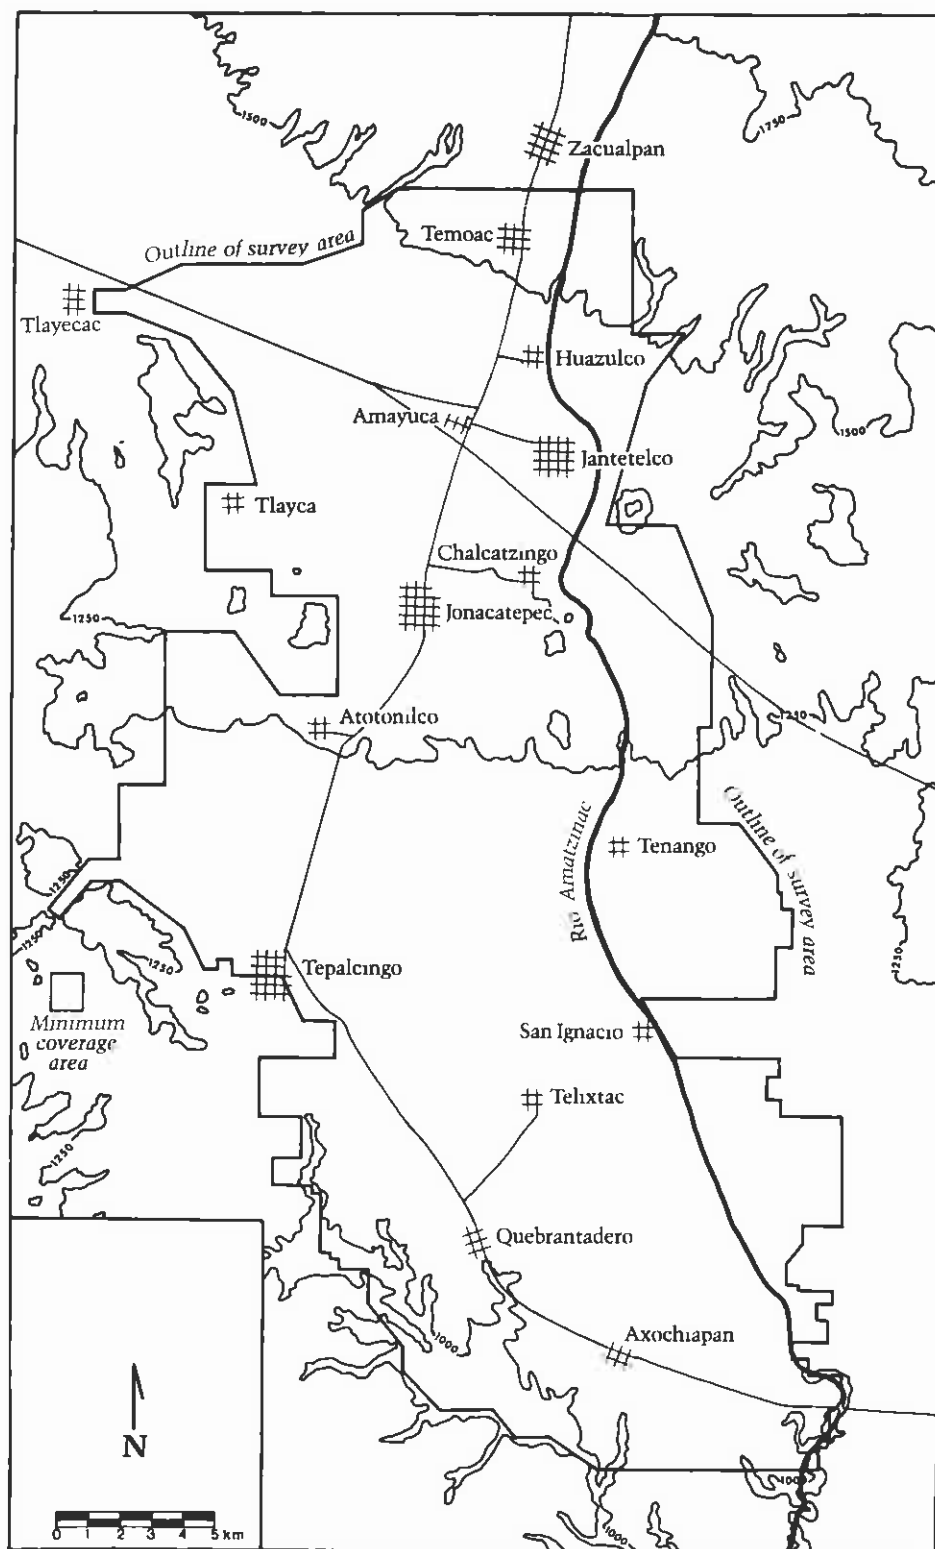 1500
1750
Zacualpan
Temoac
Outline of survey area
Tlayecac
Huazulco
Amayuca
1500
Jantetelco
Tlayca
Chalcatzingo
Jonacatepec
1250
Atotonilco
1250
Rio Amatzinac
Tenango
Outline of survey area
1250
1250
1250
Tepalcingo
1250
Minimum
coverage
area
San Ignacio
Telixtac
1250
Quebrantadero
1000
Axochiapan
N
1000
1000
0 1 2 3 4 5 km